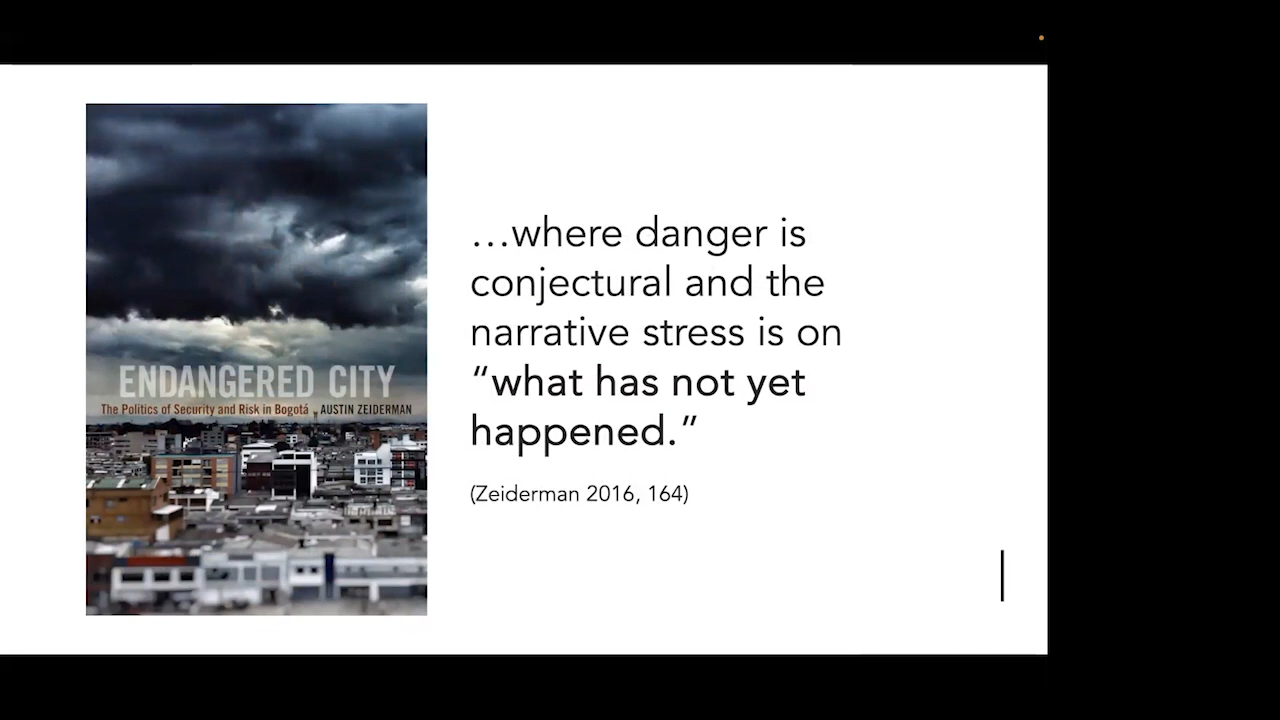 ENDANGERED CITY
The Politics of Security and Risk in Bogotá AUSTIN ZEIDERMAN
…where danger is
conjectural and the
narrative stress is on
“what has not yet
happened.”
(Zeiderman 2016, 164)